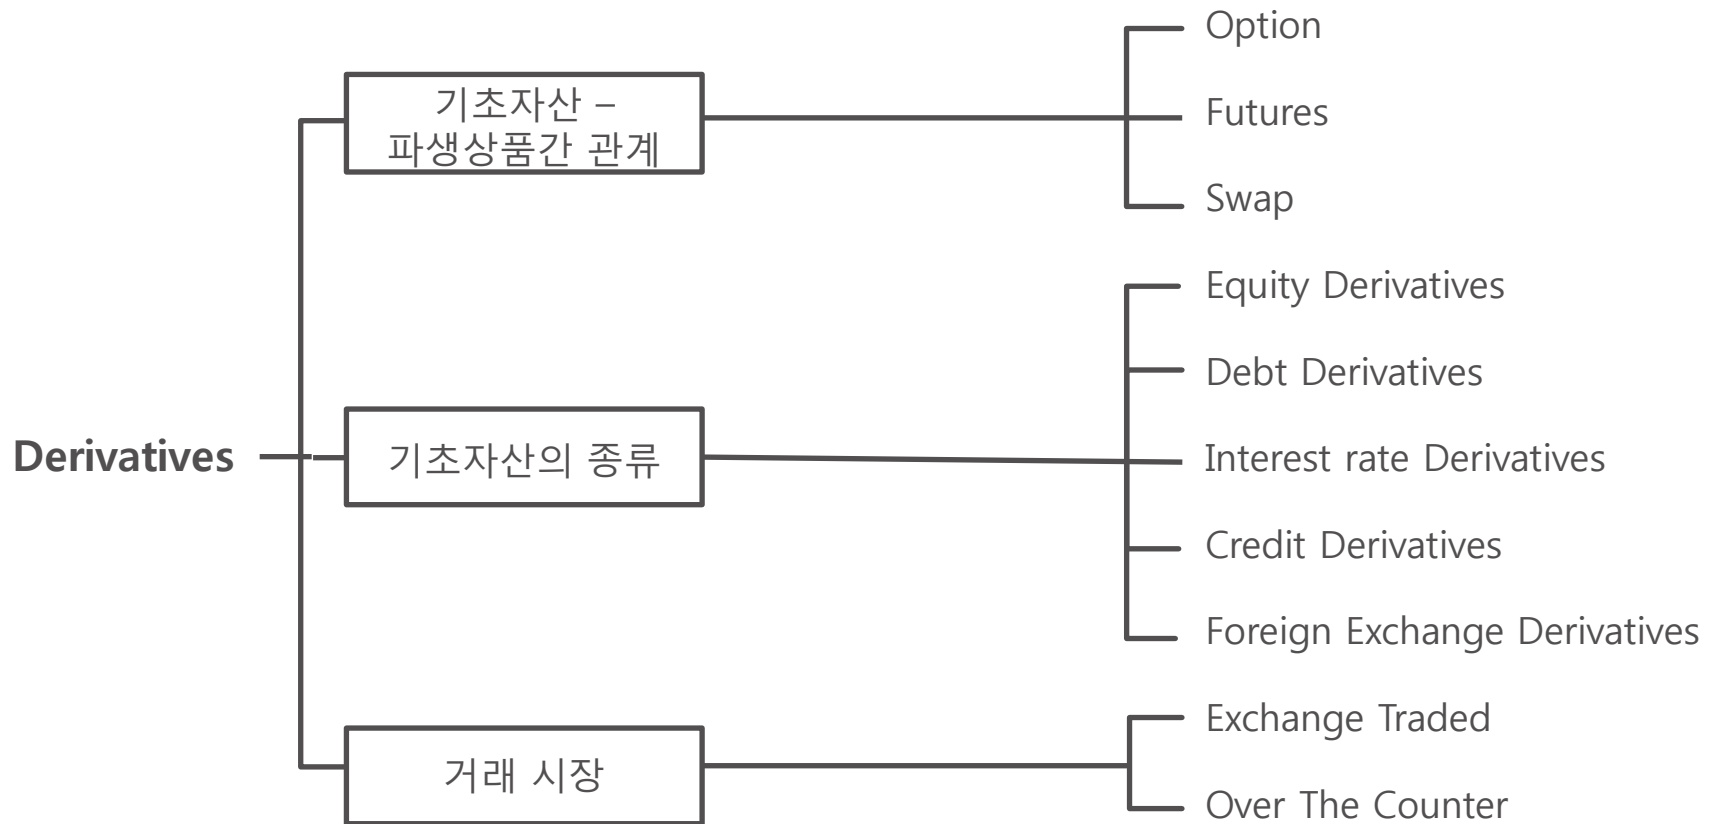 Option
기초자산 –
파생상품간 관계
Futures
Swap
Equity Derivatives
Debt Derivatives
Derivatives
기초자산의 종류
Interest rate Derivatives
Credit Derivatives
Foreign Exchange Derivatives
Exchange Traded
거래 시장
Over The Counter